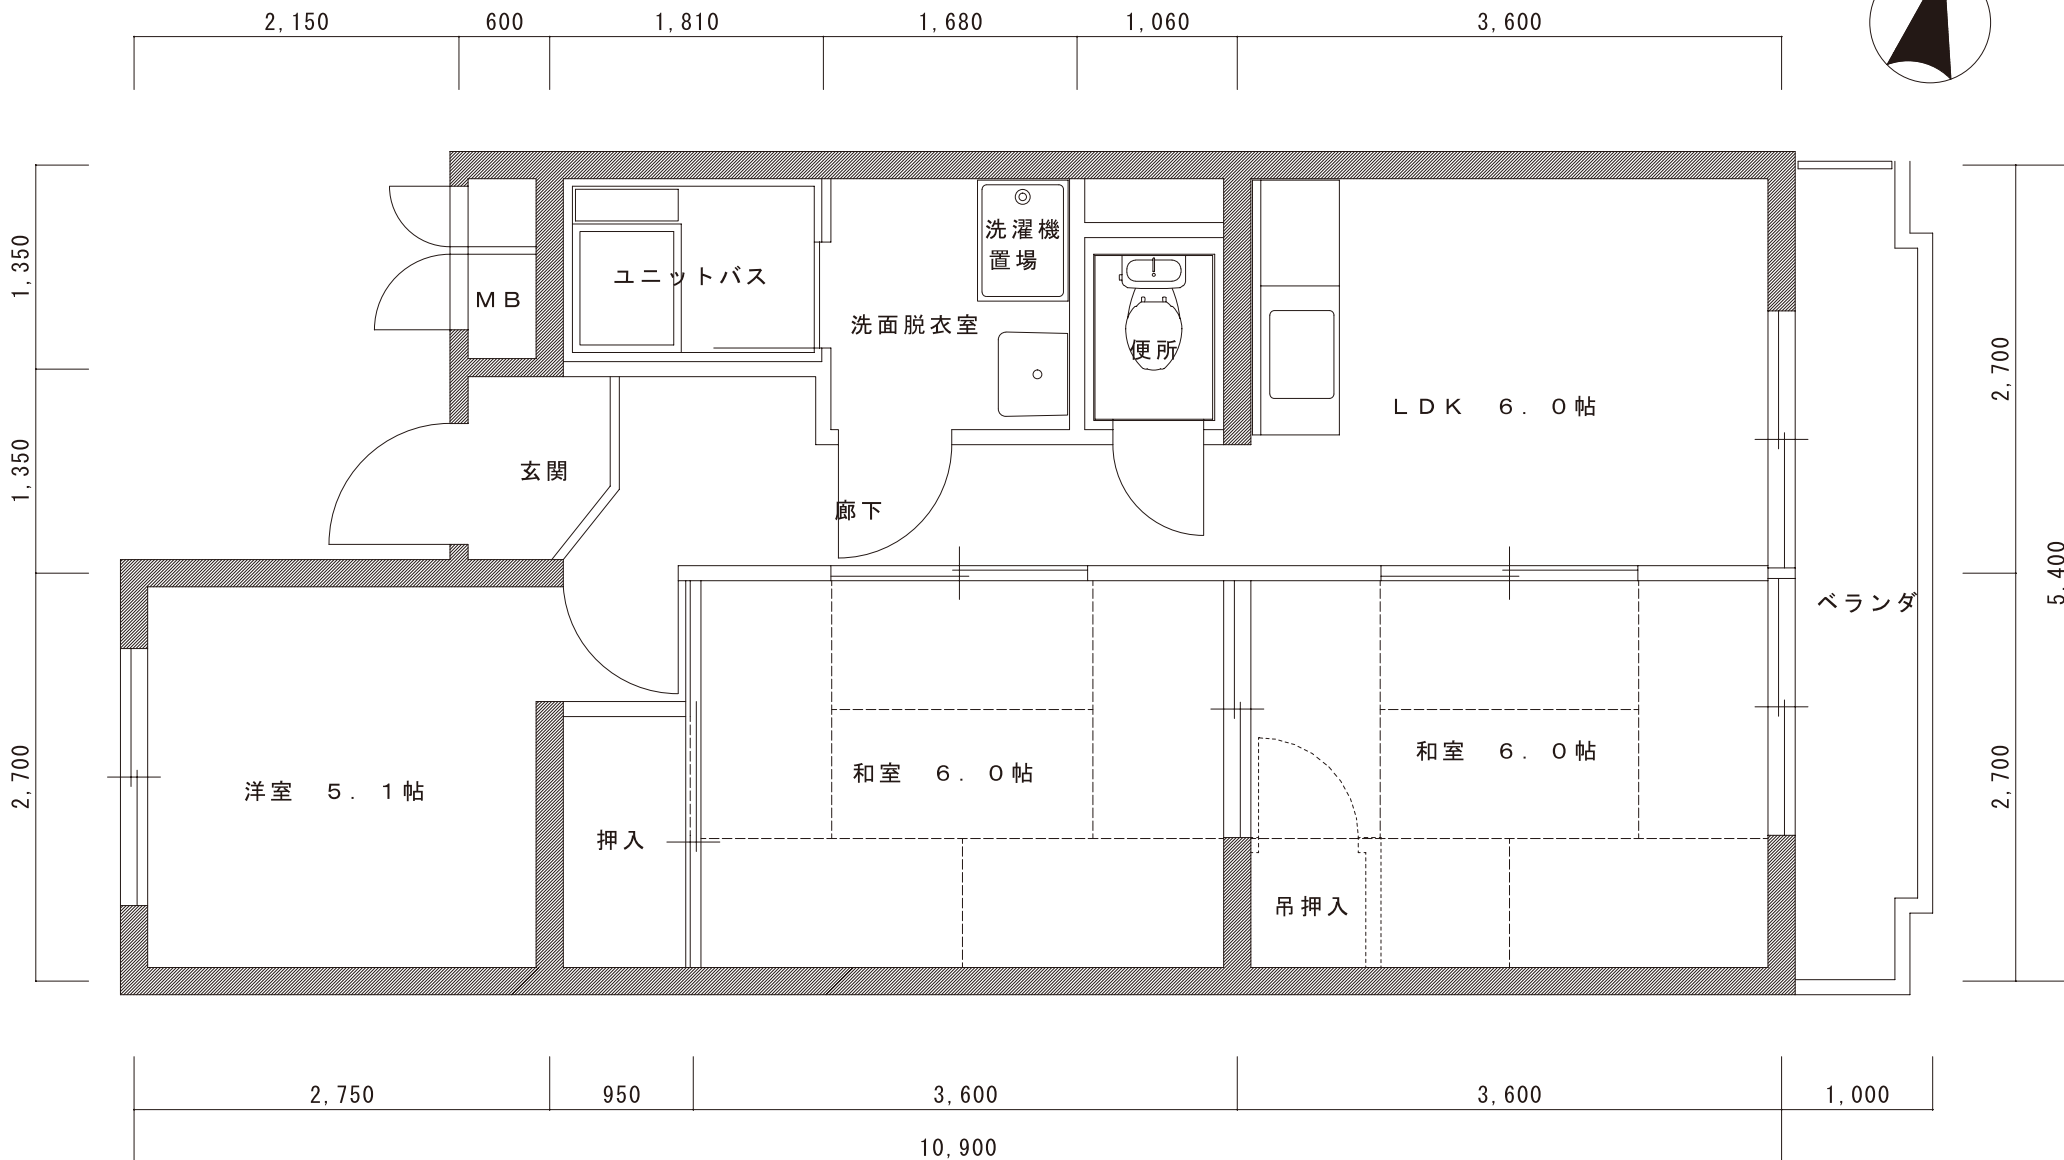 2,150
600
1,810
1,680
1,060
3,600
1,350
1,350
2,700
2,700
2,700
5,400
MB
ユニットバス
洗濯機
置場
洗面脱衣室
便所
LDK 6.0帖
玄関
廊下
ベランダ
洋室 5.1帖
押入
和室 6.0帖
和室 6.0帖
吊押入
2,750
950
3,600
3,600
1,000
10,900